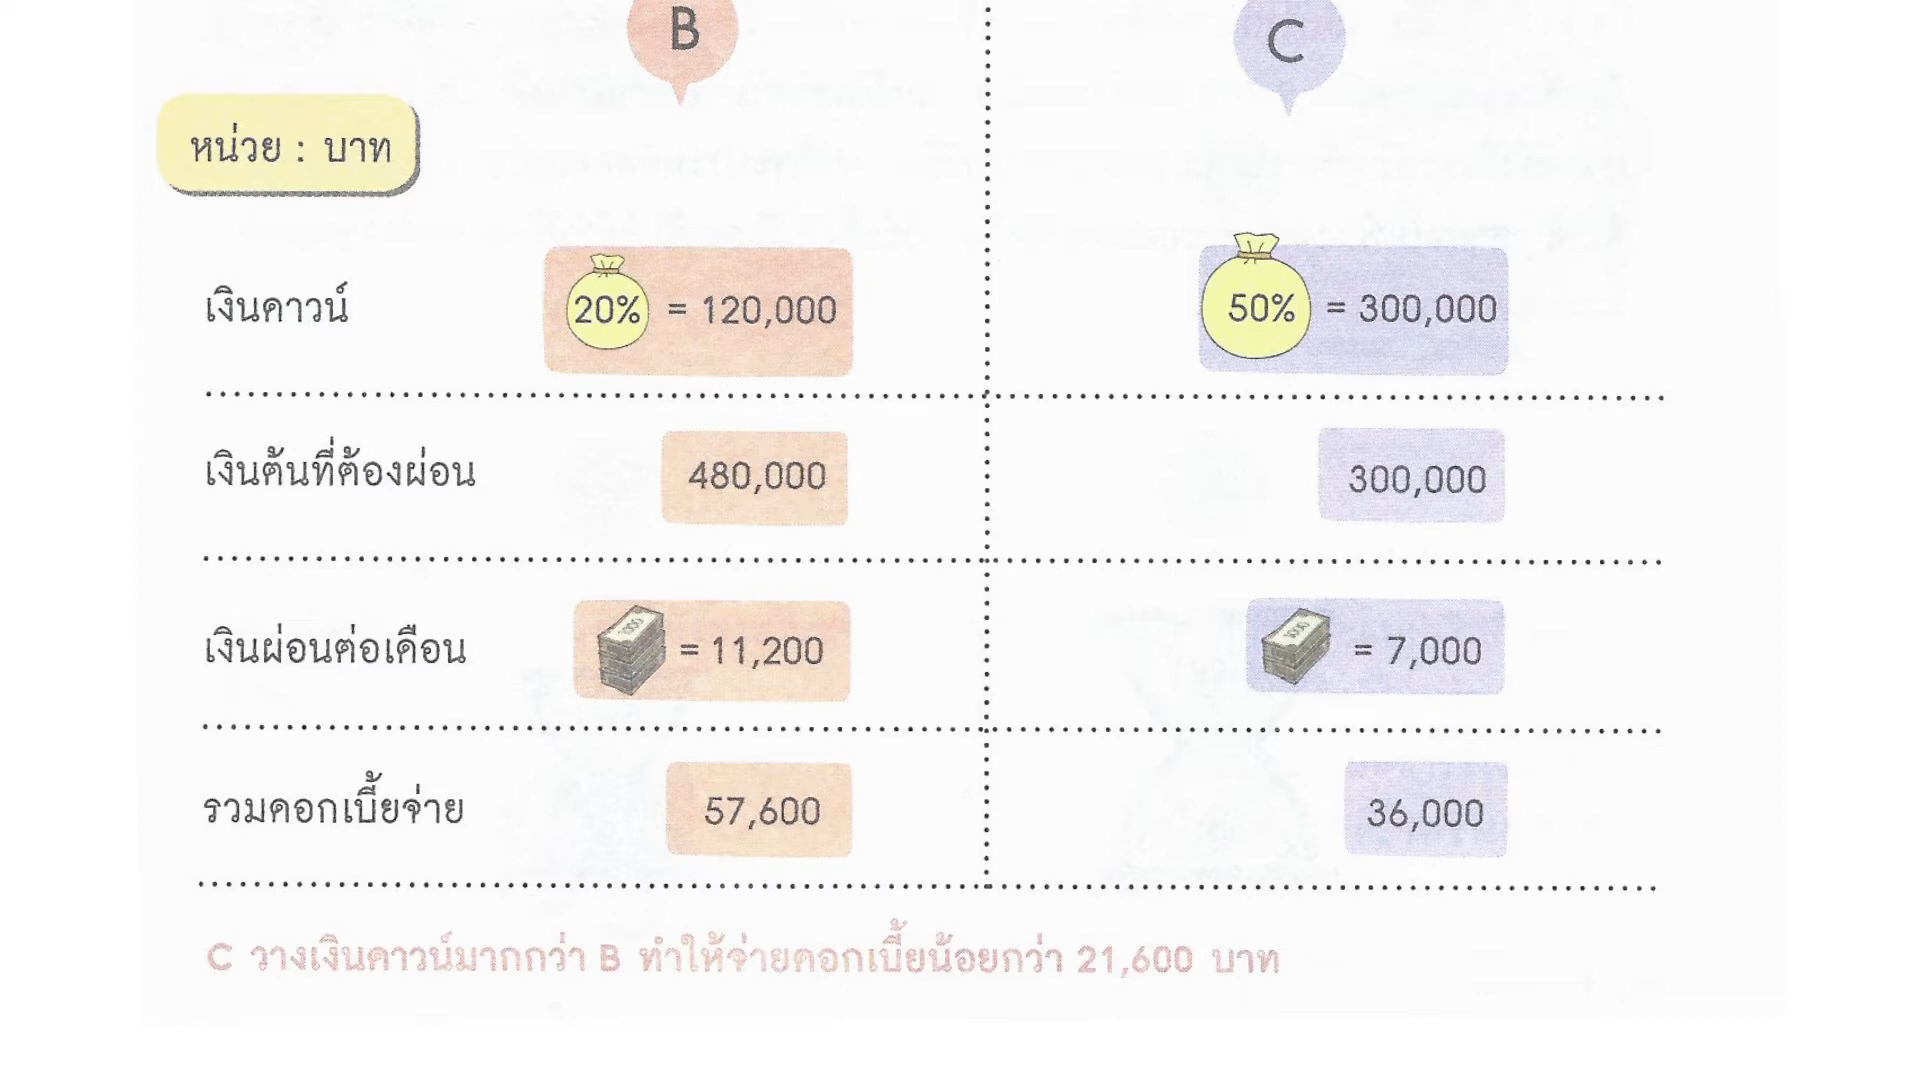 B C
หน่วย : บาท
เงินดาวน์ 20% = 120,000 50% = 300,000
เงินต้นที่ต้องผ่อน 480,000 300,000
เงินผ่อนต่อเดือน 1000 = 11,200 1000 = 7,000
รวมดอกเบี้ยจ่าย 57,600 36,000
C วางเงินดาวน์มากกว่า B ทำให้จ่ายดอกเบี้ยน้อยกว่า 21,600 บาท